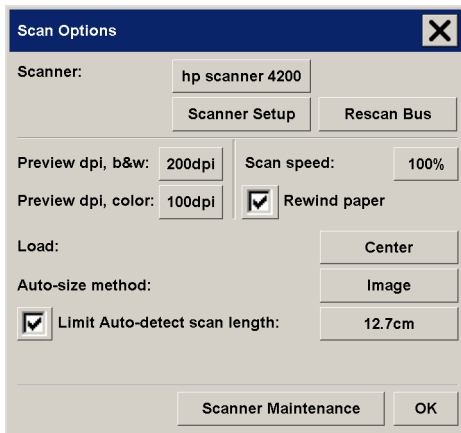 Scan Options
Scanner: hp scanner 4200
Scanner Setup Rescan Bus
Preview dpi, b&w: 200dpi Scan speed: 100%
Preview dpi, color: 100dpi Rewind paper
Load: Center
Auto-size method: Image
Limit Auto-detect scan length: 12.7cm
Scanner Maintenance OK